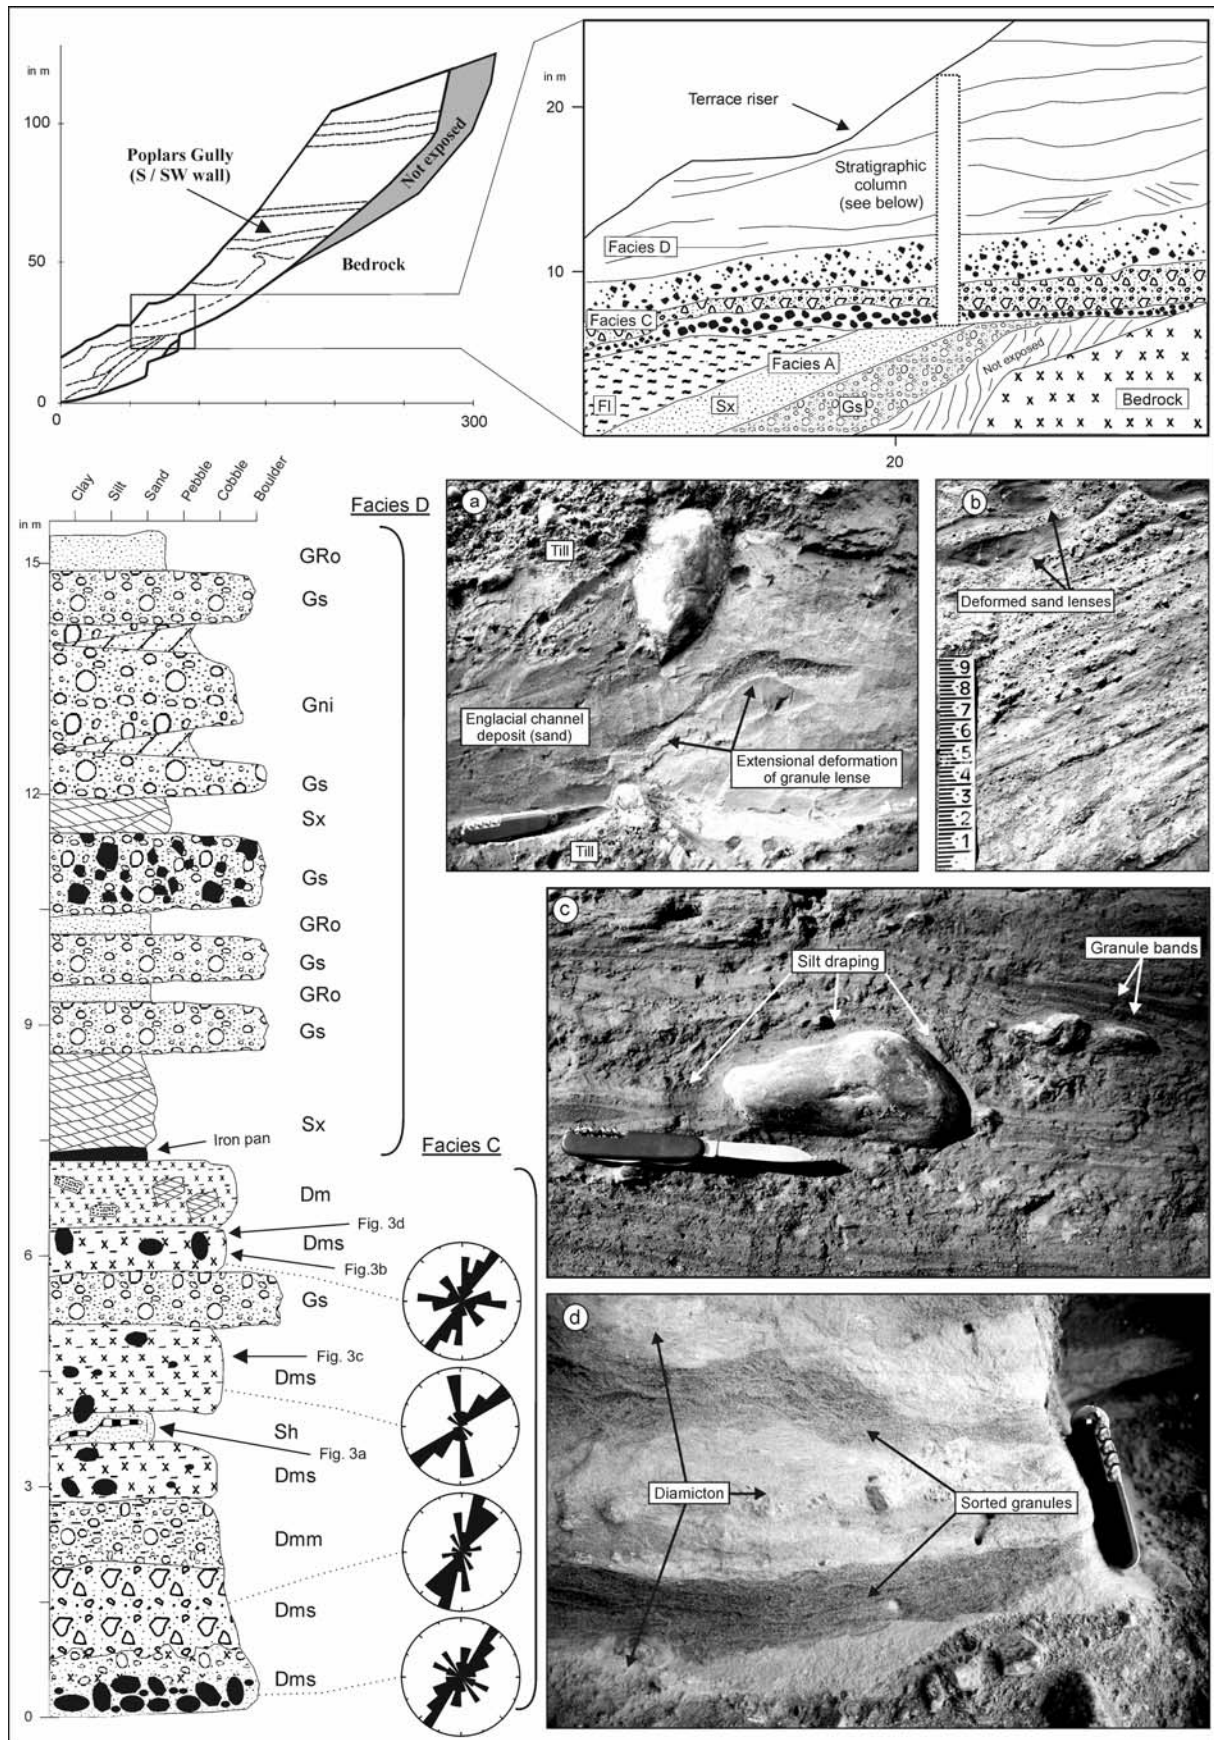 in m
100
50
0
0
300
Poplars Gully
(S / SW wall)
Not exposed
Bedrock
in m
20
10
20
Terrace riser
Stratigraphic
column
(see below)
Facies D
Facies C
Facies A
Fl
Sx
Gs
Not exposed
Bedrock
Clay
Silt
Sand
Pebble
Cobble
Boulder
in m
15
12
9
6
3
0
Facies D
GRo
Gs
Gni
Gs
Sx
Gs
GRo
Gs
GRo
Gs
Sx
Iron pan
Facies C
Dm
Fig. 3d
Dms
Fig.3b
Gs
Fig. 3c
Dms
Sh
Fig. 3a
Dms
Dmm
Dms
Dms
a
Till
Englacial channel
deposit (sand)
Extensional deformation
of granule lense
Till
b
Deformed sand lenses
9
8
7
6
5
4
3
2
1
c
Silt draping
Granule bands
d
Diamicton
Sorted granules